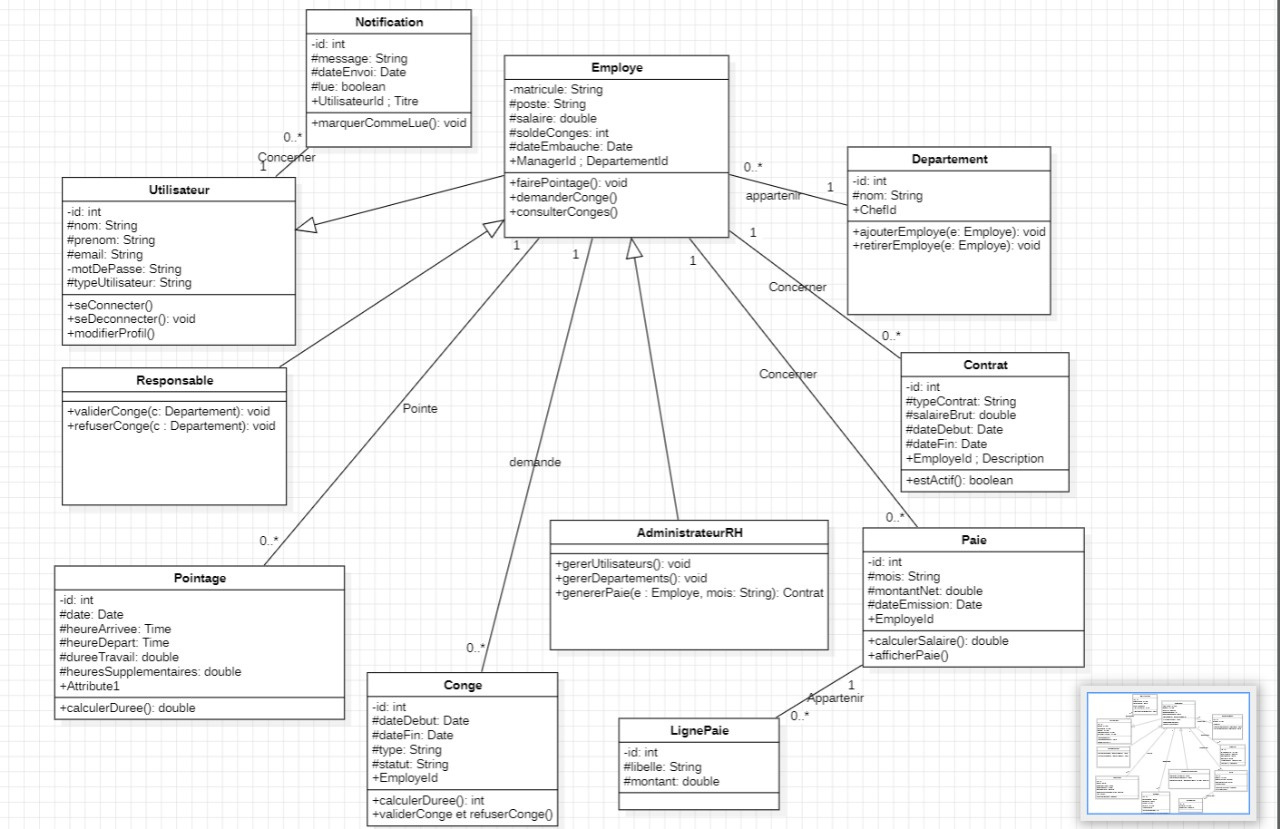 Notification
-id: int
#message: String
#dateEnvoi: Date
#lue: boolean
+UtilisateurId ; Titre
+marquerCommeLue(): void
0..*
Concerner
1
Utilisateur
-id: int
#nom: String
#prenom: String
#email: String
-motDePasse: String
#typeUtilisateur: String
+seConnecter()
+seDeconnecter(): void
+modifierProfil()
Employe
-matricule: String
#poste: String
#salaire: double
#soldeConges: int
#dateEmbauche: Date
+ManagerId ; DepartementId
+fairePointage(): void
+demanderConge()
+consulterConges()
0..*
appartenir
1
Departement
-id: int
#nom: String
+ChefId
+ajouterEmploye(e: Employe): void
+retirerEmploye(e: Employe): void
1
1
1
1
Concerner
0..*
Contrat
-id: int
#typeContrat: String
#salaireBrut: double
#dateDebut: Date
#dateFin: Date
+EmployeId ; Description
+estActif(): boolean
Responsable
+validerConge(c: Departement): void
+refuserConge(c : Departement): void
Pointe
demande
Concerner
0..*
0..*
0..*
Pointage
-id: int
#date: Date
#heureArrivee: Time
#heureDepart: Time
#dureeTravail: double
#heuresSupplementaires: double
+Attribute1
+calculerDuree(): double
AdministrateurRH
+gererUtilisateurs(): void
+gererDepartements(): void
+genererPaie(e : Employe, mois: String): Contrat
Paie
-id: int
#mois: String
#montantNet: double
#dateEmission: Date
+EmployeId
+calculerSalaire(): double
+afficherPaie()
1
Appartenir
0..*
Conge
-id: int
#dateDebut: Date
#dateFin: Date
#type: String
#statut: String
+EmployeId
+calculerDuree(): int
+validerConge et refuserConge()
LignePaie
-id: int
#libelle: String
#montant: double